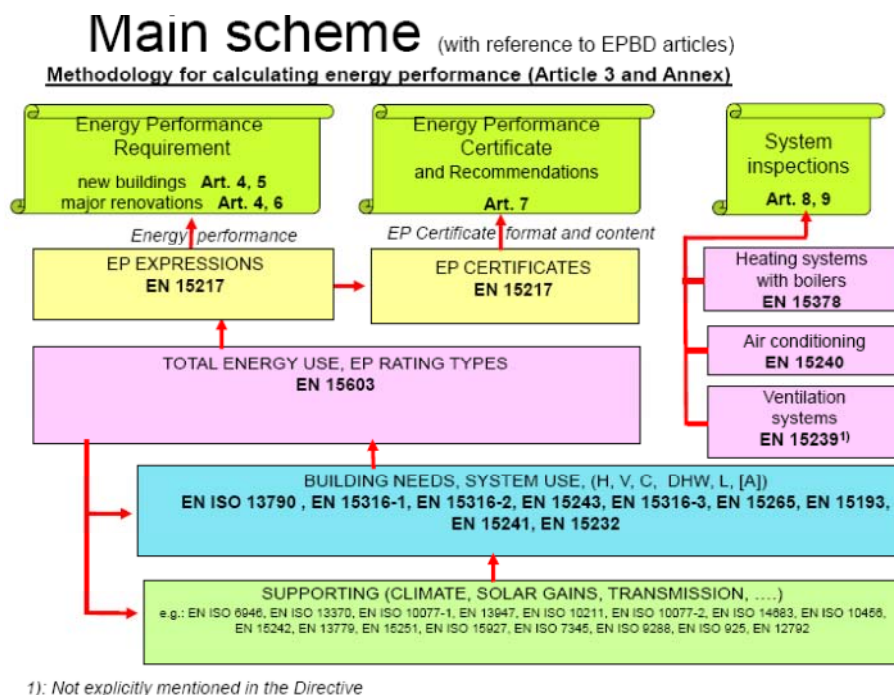 Main scheme (with reference to EPBD articles)
Methodology for calculating energy performance (Article 3 and Annex)
Energy Performance
Requirement
new buildings Art. 4, 5
major renovations Art. 4, 6
Energy Performance
Certificate
and Recommendations
Art. 7
System
inspections
Art. 8, 9
Energy performance
EP Certificate format and content
EP EXPRESSIONS
EN 15217
EP CERTIFICATES
EN 15217
Heating systems
with boilers
EN 15378
Air conditioning
EN 15240
Ventilation
systems
EN 15239¹⁾
TOTAL ENERGY USE, EP RATING TYPES
EN 15603
BUILDING NEEDS, SYSTEM USE, (H, V, C, DHW, L, [A])
EN ISO 13790 , EN 15316-1, EN 15316-2, EN 15243, EN 15316-3, EN 15265, EN 15193,
EN 15241, EN 15232
SUPPORTING (CLIMATE, SOLAR GAINS, TRANSMISSION, ....)
e.g.: EN ISO 6946, EN ISO 13370, EN ISO 10077-1, EN 13947, EN ISO 10211, EN ISO 10077-2, EN ISO 14683, EN ISO 10456,
EN 15242, EN 13779, EN 15251, EN ISO 15927, EN ISO 7345, EN ISO 9288, EN ISO 925, EN 12792
1): Not explicitly mentioned in the Directive